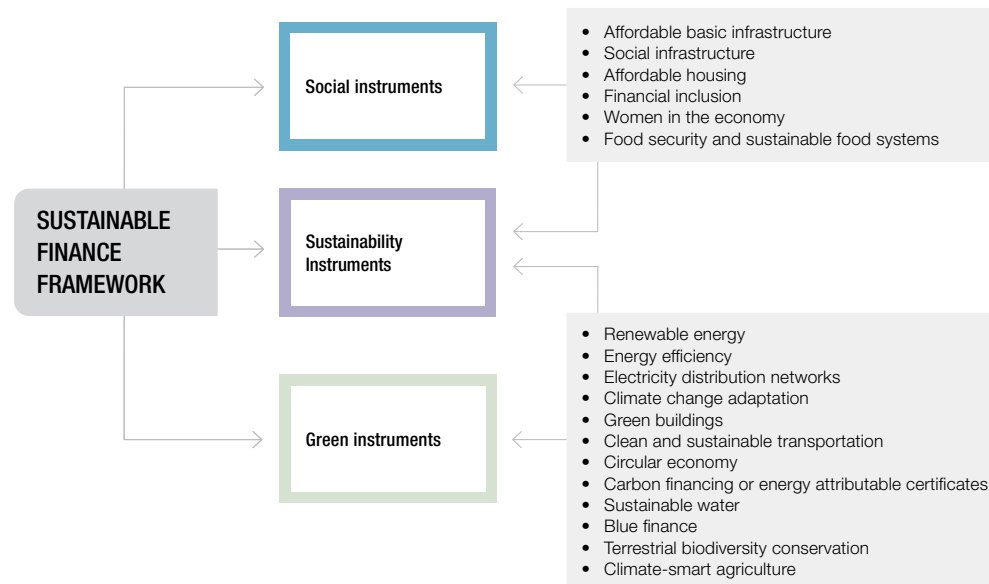 SUSTAINABLE
FINANCE
FRAMEWORK
Social instruments
• Affordable basic infrastructure
• Social infrastructure
• Affordable housing
• Financial inclusion
• Women in the economy
• Food security and sustainable food systems
Sustainability
Instruments
Green instruments
• Renewable energy
• Energy efficiency
• Electricity distribution networks
• Climate change adaptation
• Green buildings
• Clean and sustainable transportation
• Circular economy
• Carbon financing or energy attributable certificates
• Sustainable water
• Blue finance
• Terrestrial biodiversity conservation
• Climate-smart agriculture